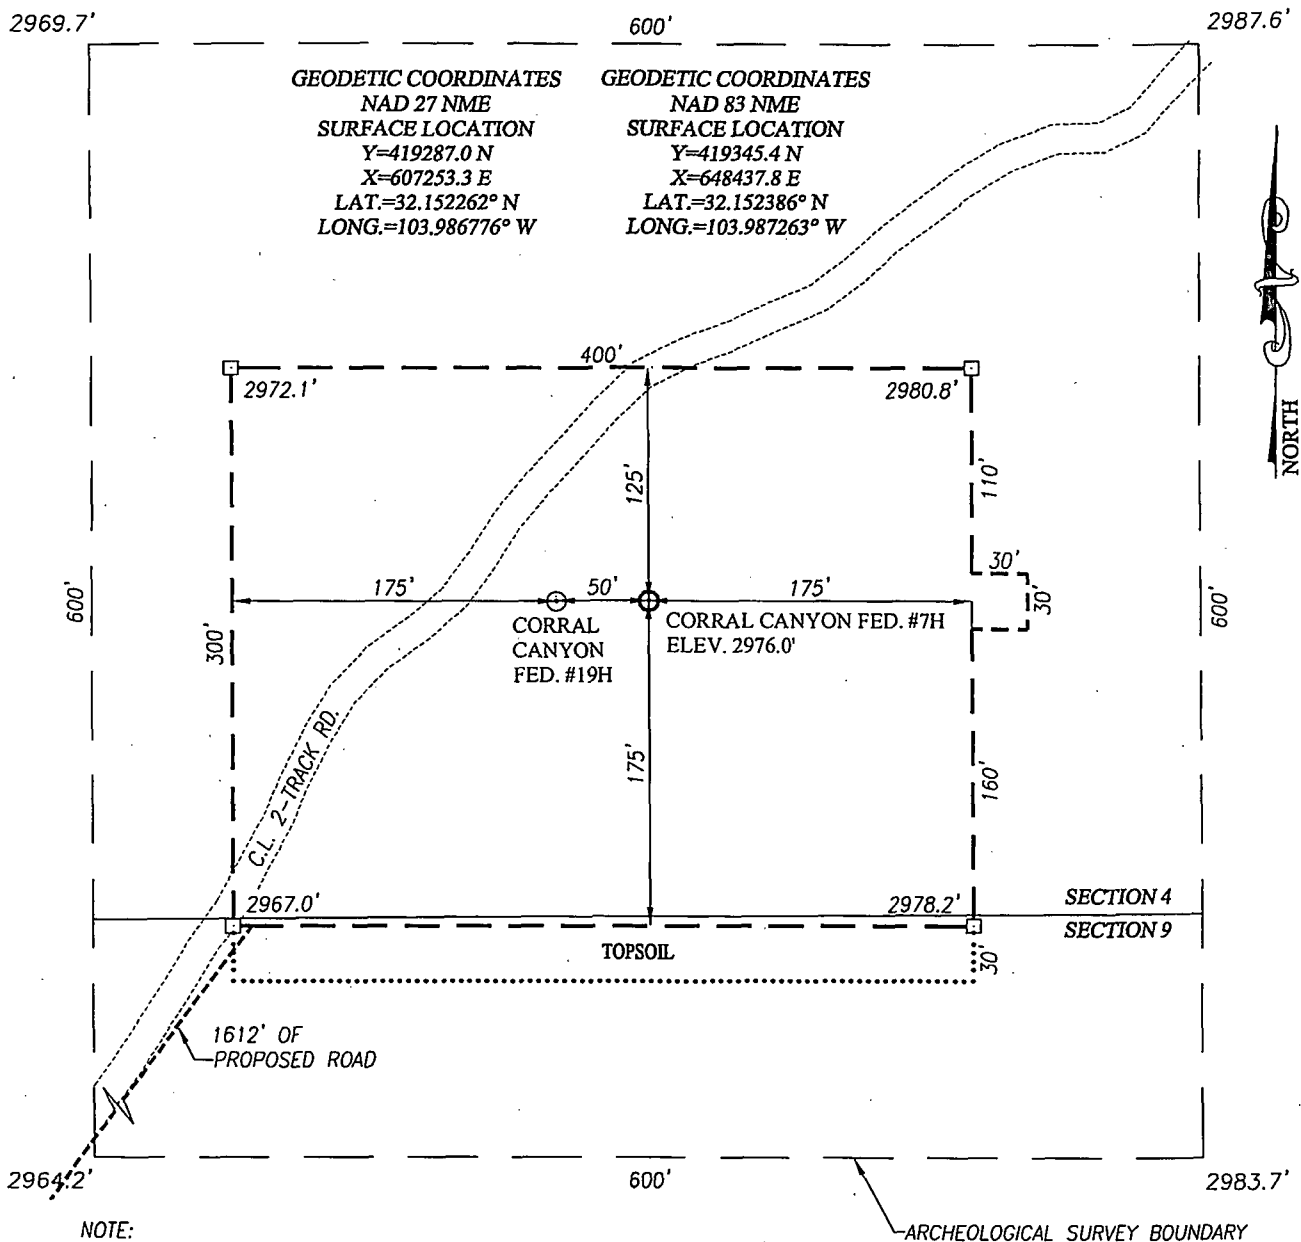 2969.7'
600'
2987.6'
GEODETIC COORDINATES
NAD 27 NME
SURFACE LOCATION
Y=419287.0 N
X=607253.3 E
LAT.=32.152262° N
LONG.=103.986776° W
GEODETIC COORDINATES
NAD 83 NME
SURFACE LOCATION
Y=419345.4 N
X=648437.8 E
LAT.=32.152386° N
LONG.=103.987263° W
NORTH
400'
2972.1'
2980.8'
125'
110'
30'
30'
175'
50'
175'
600'
300'
600'
CORRAL
CANYON
FED. #19H
CORRAL CANYON FED. #7H
ELEV. 2976.0'
C.L. 2-TRACK RD.
175'
160'
2967.0'
2978.2'
SECTION 4
SECTION 9
TOPSOIL
30'
1612' OF
PROPOSED ROAD
2964.2'
600'
2983.7'
NOTE:
ARCHEOLOGICAL SURVEY BOUNDARY